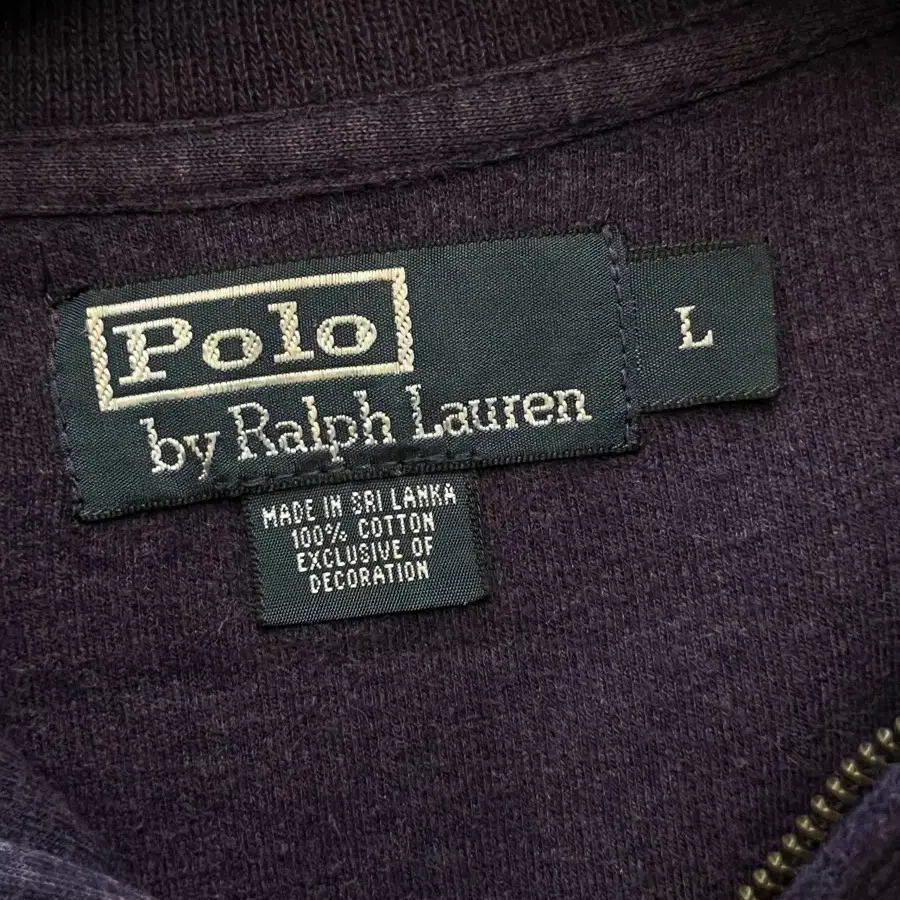 Polo
by Ralph Lauren
L
MADE IN SRI LANKA
100% COTTON
EXCLUSIVE OF
DECORATION